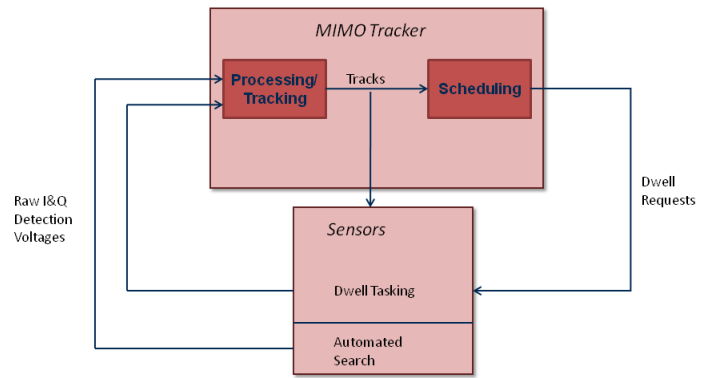 MIMO Tracker
Processing/
Tracking
Tracks
Scheduling
Raw I&Q
Detection
Voltages
Dwell
Requests
Sensors
Dwell Tasking
Automated
Search